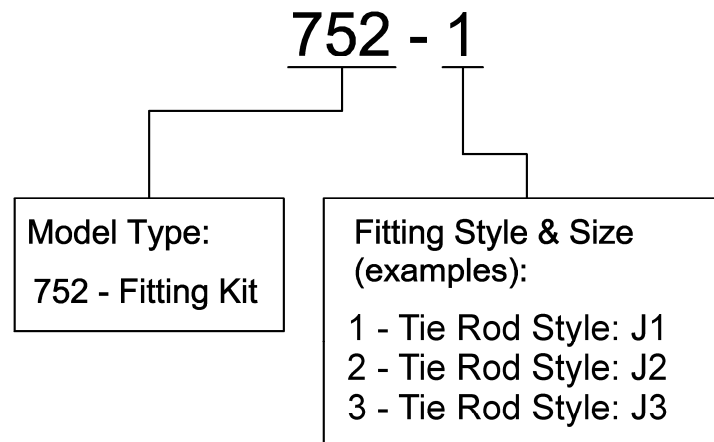 752 - 1
Model Type:
752 - Fitting Kit
Fitting Style & Size
(examples):
1 - Tie Rod Style: J1
2 - Tie Rod Style: J2
3 - Tie Rod Style: J3